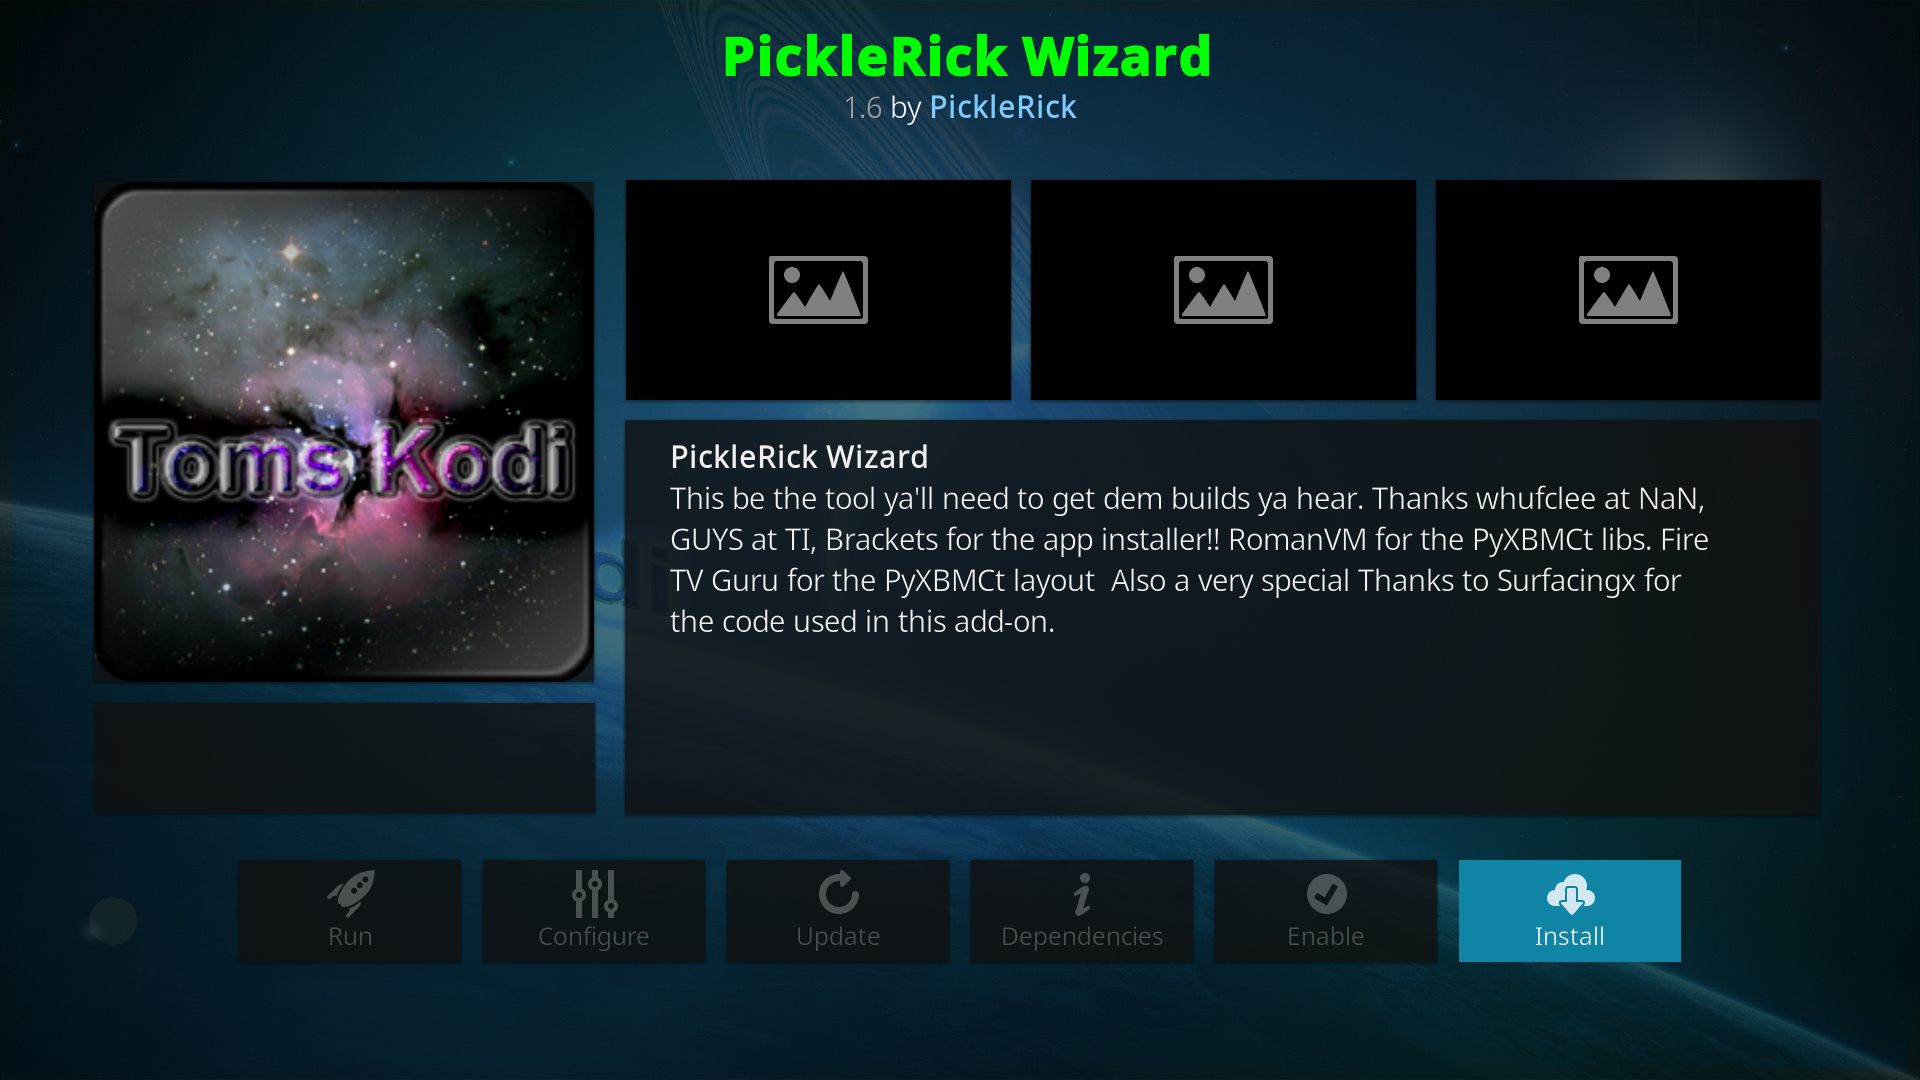 PickleRick Wizard
1.6 by PickleRick
Toms Kodi
PickleRick Wizard
This be the tool ya'll need to get dem builds ya hear. Thanks whufclee at NaN,
GUYS at TI, Brackets for the app installer!! RomanVM for the PyXBMCt libs. Fire
TV Guru for the PyXBMCt layout  Also a very special Thanks to Surfacingx for
the code used in this add-on.
Run
Configure
Update
Dependencies
Enable
Install